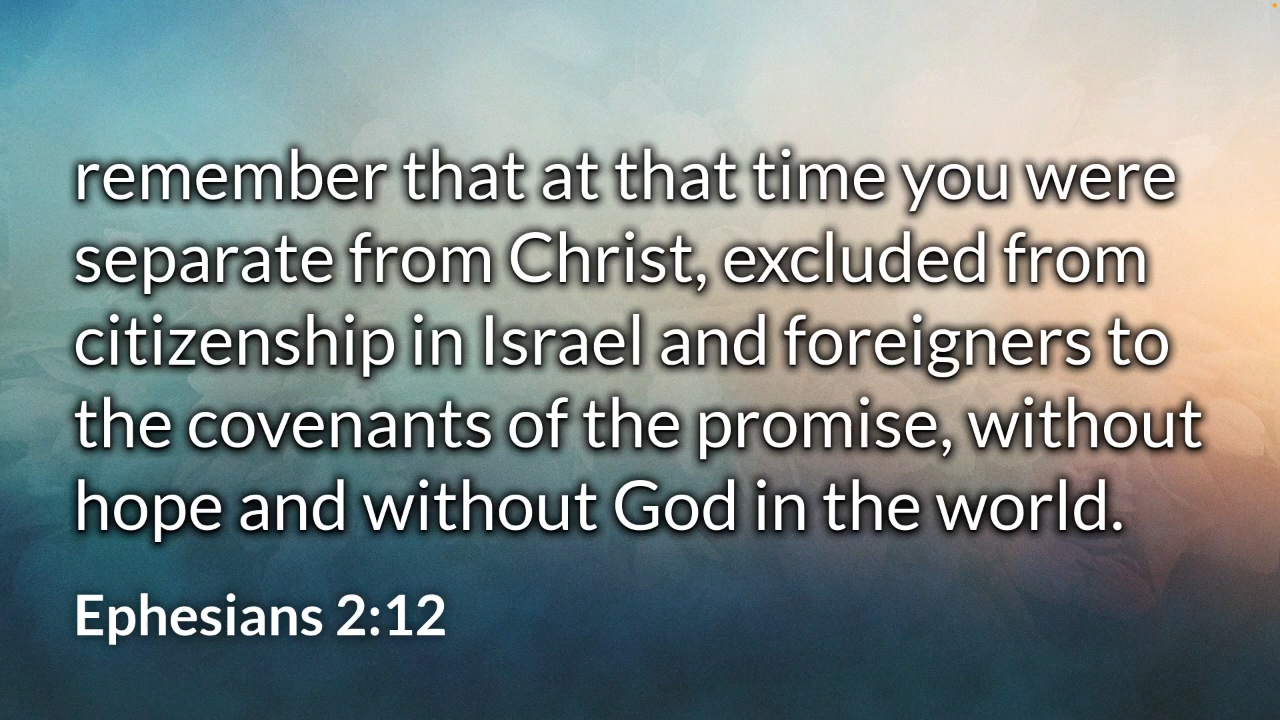 remember that at that time you were
separate from Christ, excluded from
citizenship in Israel and foreigners to
the covenants of the promise, without
hope and without God in the world.
Ephesians 2:12